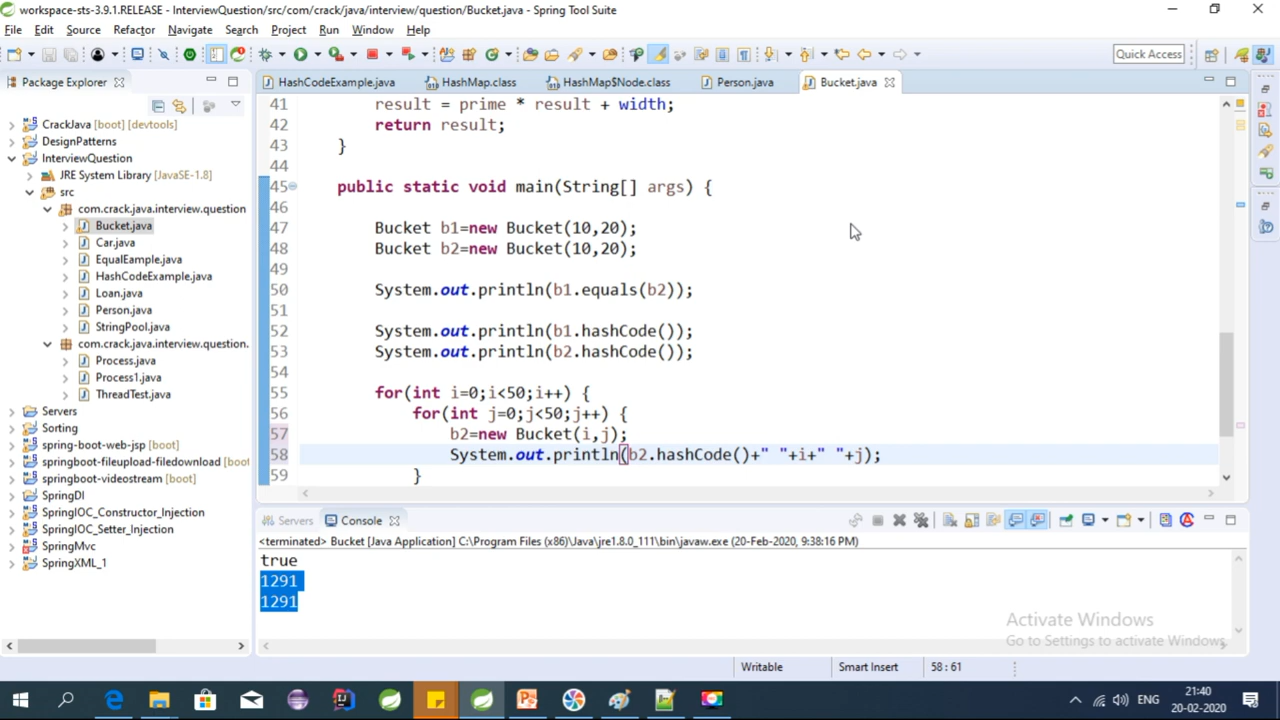 workspace-sts-3.9.1.RELEASE - InterviewQuestion/src/com/crack/java/interview/question/Bucket.java - Spring Tool Suite
File Edit Source Refactor Navigate Search Project Run Window Help
Quick Access
Package Explorer
HashCodeExample.java HashMap.class HashMap$Node.class Person.java Bucket.java
CrackJava [boot] [devtools]
DesignPatterns
InterviewQuestion
JRE System Library [JavaSE-1.8]
src
com.crack.java.interview.question
Bucket.java
Car.java
EqualEample.java
HashCodeExample.java
Loan.java
Person.java
StringPool.java
com.crack.java.interview.question.
Process.java
Process1.java
ThreadTest.java
Servers
Sorting
spring-boot-web-jsp [boot]
springboot-fileupload-filedownload [boot
springboot-videostream [boot]
SpringDI
SpringIOC_Constructor_Injection
SpringIOC_Setter_Injection
SpringMvc
SpringXML_1
41 result = prime * result + width;
42 return result;
43 }
44
45 public static void main(String[] args) {
46
47 Bucket b1=new Bucket(10,20);
48 Bucket b2=new Bucket(10,20);
49
50 System.out.println(b1.equals(b2));
51
52 System.out.println(b1.hashCode());
53 System.out.println(b2.hashCode());
54
55 for(int i=0;i<50;i++) {
56 for(int j=0;j<50;j++) {
57 b2=new Bucket(i,j);
58 System.out.println(b2.hashCode()+" "+i+" "+j);
59 }
Servers Console
<terminated> Bucket [Java Application] C:\Program Files (x86)\Java\jre1.8.0_111\bin\javaw.exe (20-Feb-2020, 9:38:16 PM)
true
1291
1291
Activate Windows
Go to Settings to activate Windows.
Writable Smart Insert 58 : 61
ENG
21:40
20-02-2020